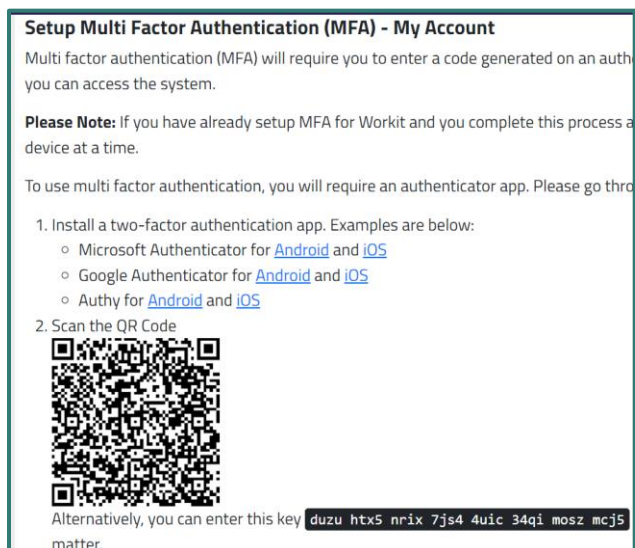 Setup Multi Factor Authentication (MFA) - My Account
Multi factor authentication (MFA) will require you to enter a code generated on an auth
you can access the system.
Please Note: If you have already setup MFA for Workit and you complete this process a
device at a time.
To use multi factor authentication, you will require an authenticator app. Please go thro
1. Install a two-factor authentication app. Examples are below:
Microsoft Authenticator for Android and iOS
Google Authenticator for Android and iOS
Authy for Android and iOS
2. Scan the QR Code
Alternatively, you can enter this key duzu htx5 nrix 7js4 4uic 34qi mosz mcj5
matter.